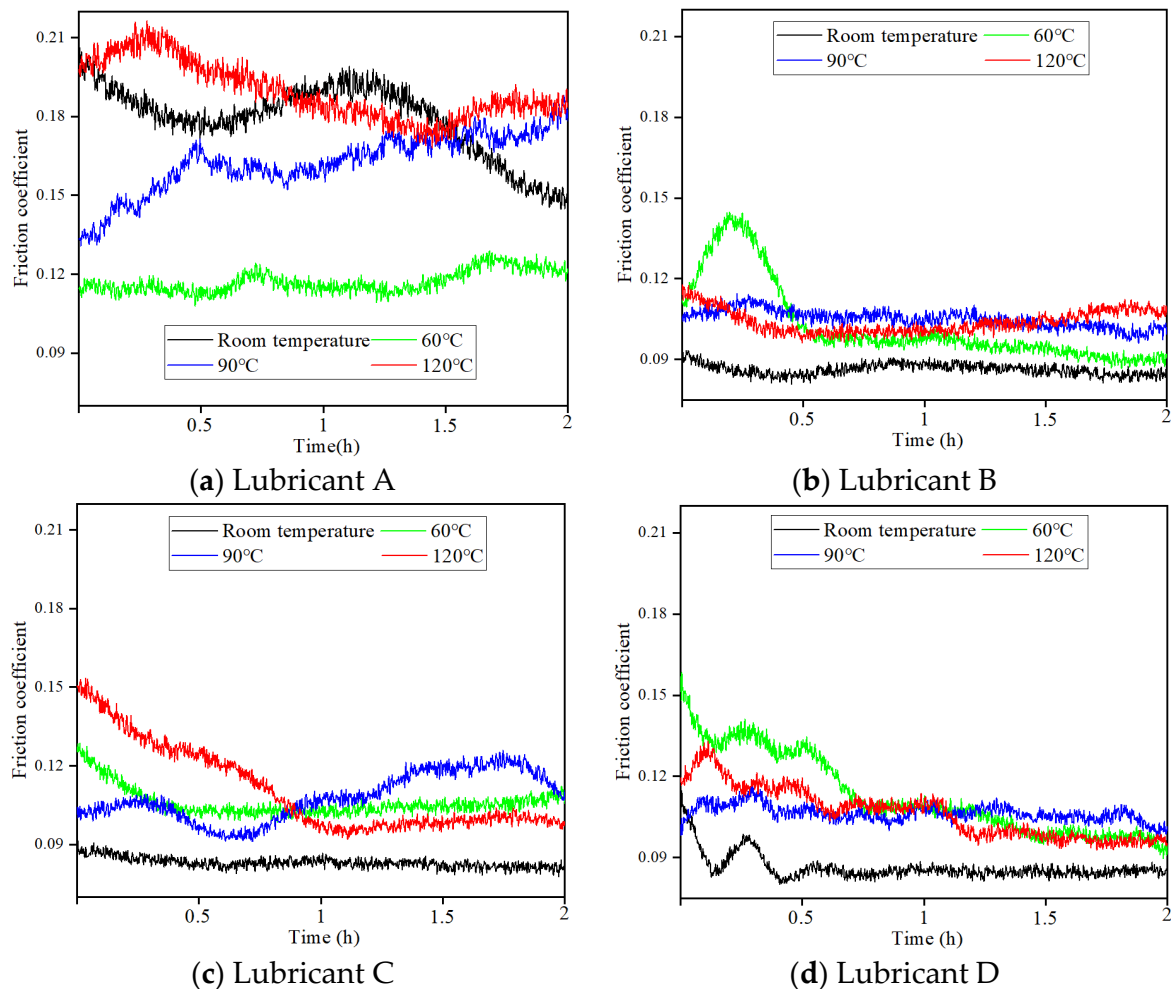 0.21
0.18
0.15
0.12
0.09
Friction coefficient
Room temperature 60°C
90°C 120°C
0.5 1 1.5 2
Time(h)
(a) Lubricant A
0.21
0.18
0.15
0.12
0.09
Friction coefficient
Room temperature 60°C
90°C 120°C
0.5 1 1.5 2
Time (h)
(b) Lubricant B
0.21
0.18
0.15
0.12
0.09
Friction coefficient
Room temperature 60°C
90°C 120°C
0.5 1 1.5 2
Time (h)
(c) Lubricant C
0.21
0.18
0.15
0.12
0.09
Friction coefficient
Room temperature 60°C
90°C 120°C
0.5 1 1.5 2
Time (h)
(d) Lubricant D